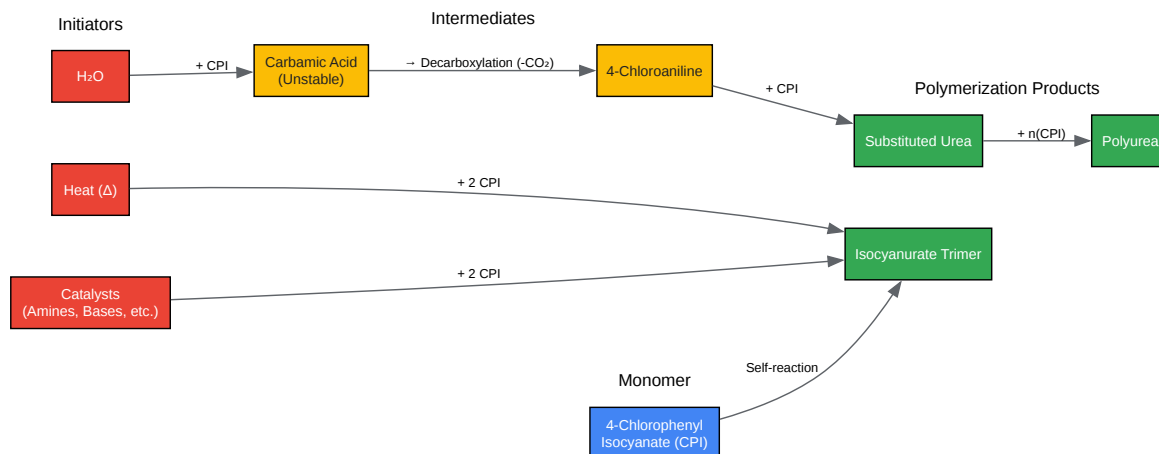 Initiators
Intermediates
H₂O
+ CPI
Carbamic Acid
(Unstable)
→ Decarboxylation (-CO₂)
4-Chloroaniline
+ CPI
Polymerization Products
Substituted Urea
+ n(CPI)
Polyurea
Heat (Δ)
+ 2 CPI
Isocyanurate Trimer
Catalysts
(Amines, Bases, etc.)
+ 2 CPI
Self-reaction
Monomer
4-Chlorophenyl
Isocyanate (CPI)